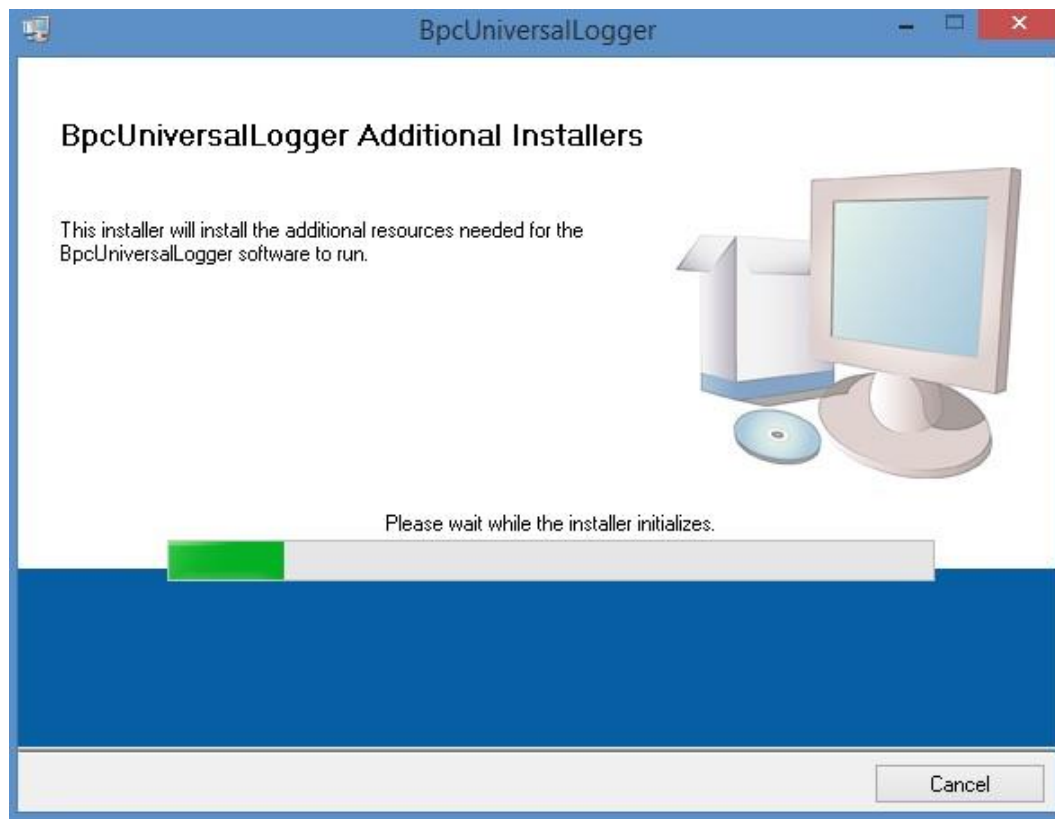 BpcUniversalLogger
BpcUniversalLogger Additional Installers
This installer will install the additional resources needed for the
BpcUniversalLogger software to run.
Please wait while the installer initializes.
Cancel